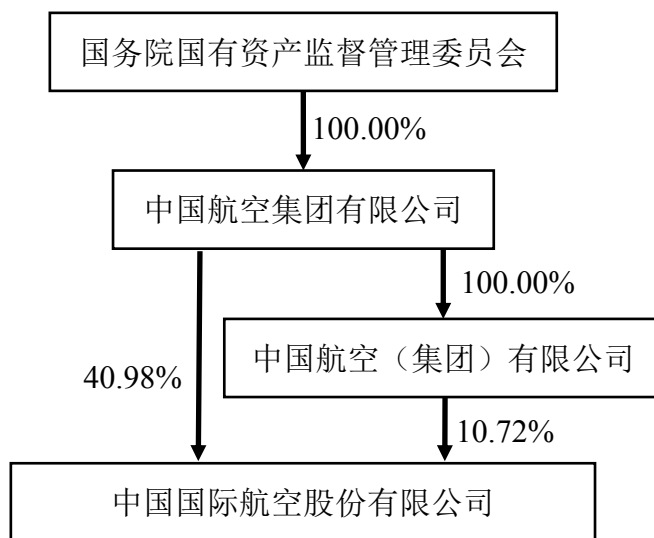 国务院国有资产监督管理委员会
100.00%
中国航空集团有限公司
100.00%
中国航空（集团）有限公司
40.98%
10.72%
中国国际航空股份有限公司